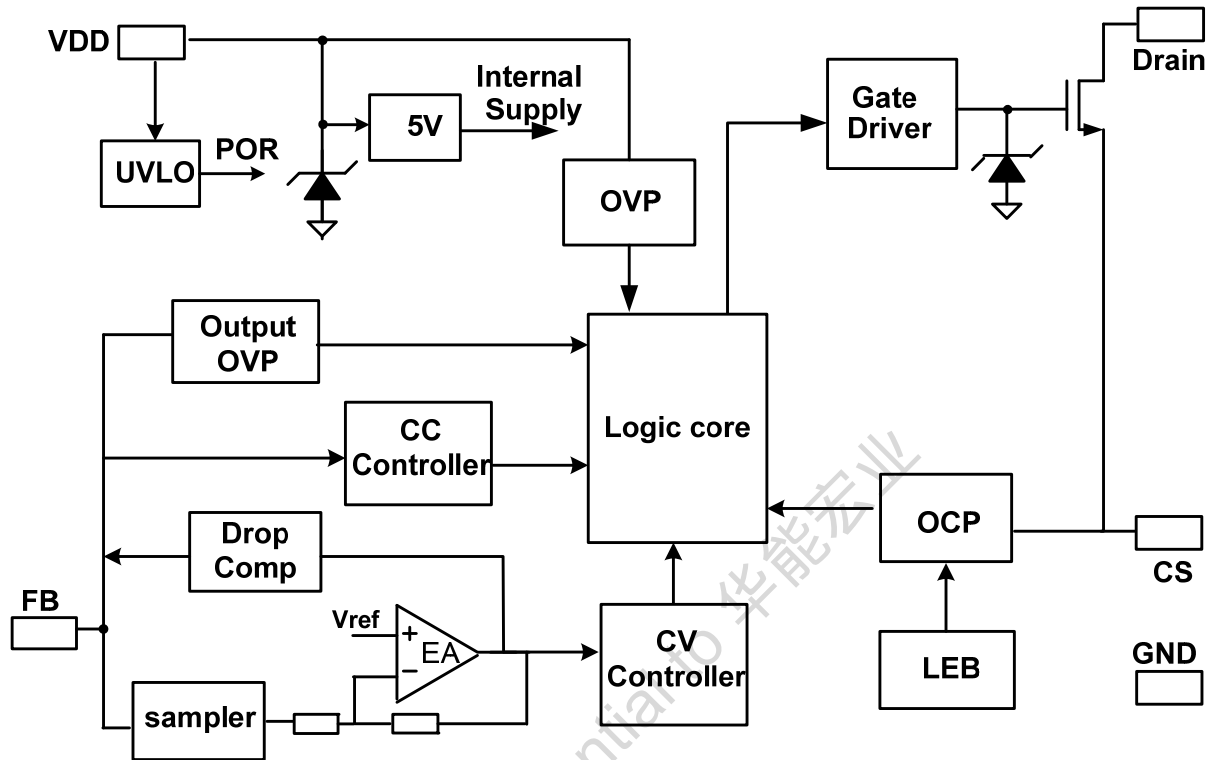 VDD
Internal
Supply
5V
UVLO
POR
OVP
Gate
Driver
Drain
Output
OVP
CC
Controller
Logic core
Drop
Comp
OCP
CS
FB
Vref
+
EA
−
CV
Controller
LEB
GND
sampler
to 华能宏业